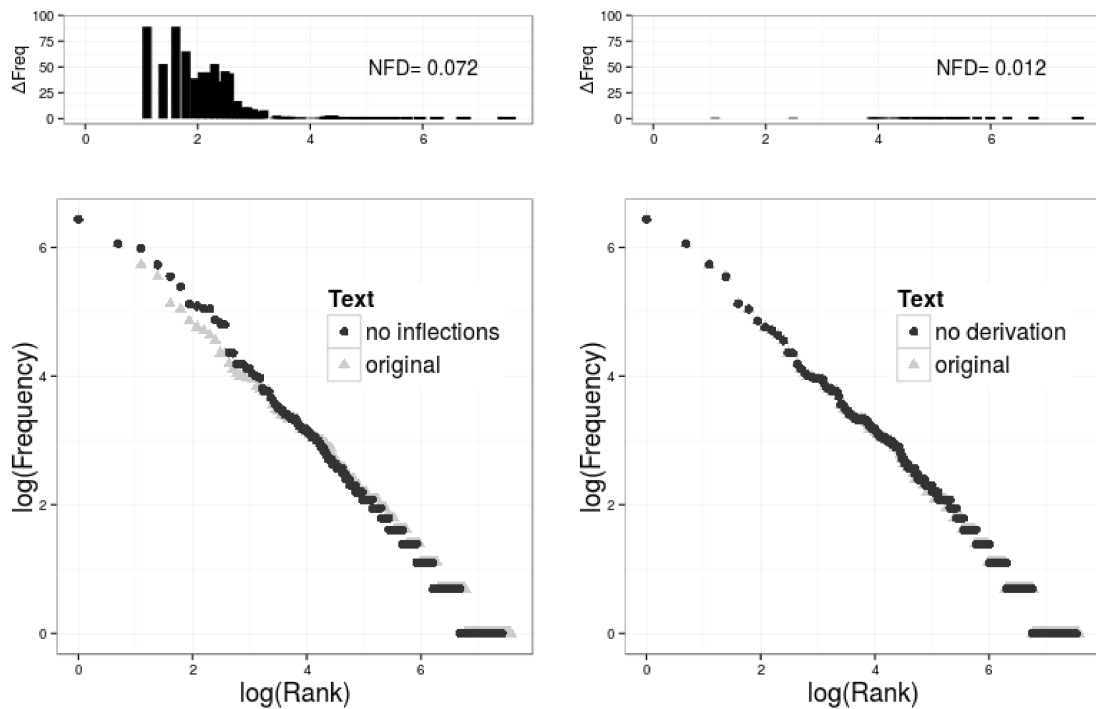 100
75
50
25
0
ΔFreq
NFD= 0.072
0 2 4 6
6
4
2
0
log(Frequency)
Text
no inflections
original
0 2 4 6
log(Rank)
100
75
50
25
0
ΔFreq
NFD= 0.012
0 2 4 6
6
4
2
0
log(Frequency)
Text
no derivation
original
0 2 4 6
log(Rank)